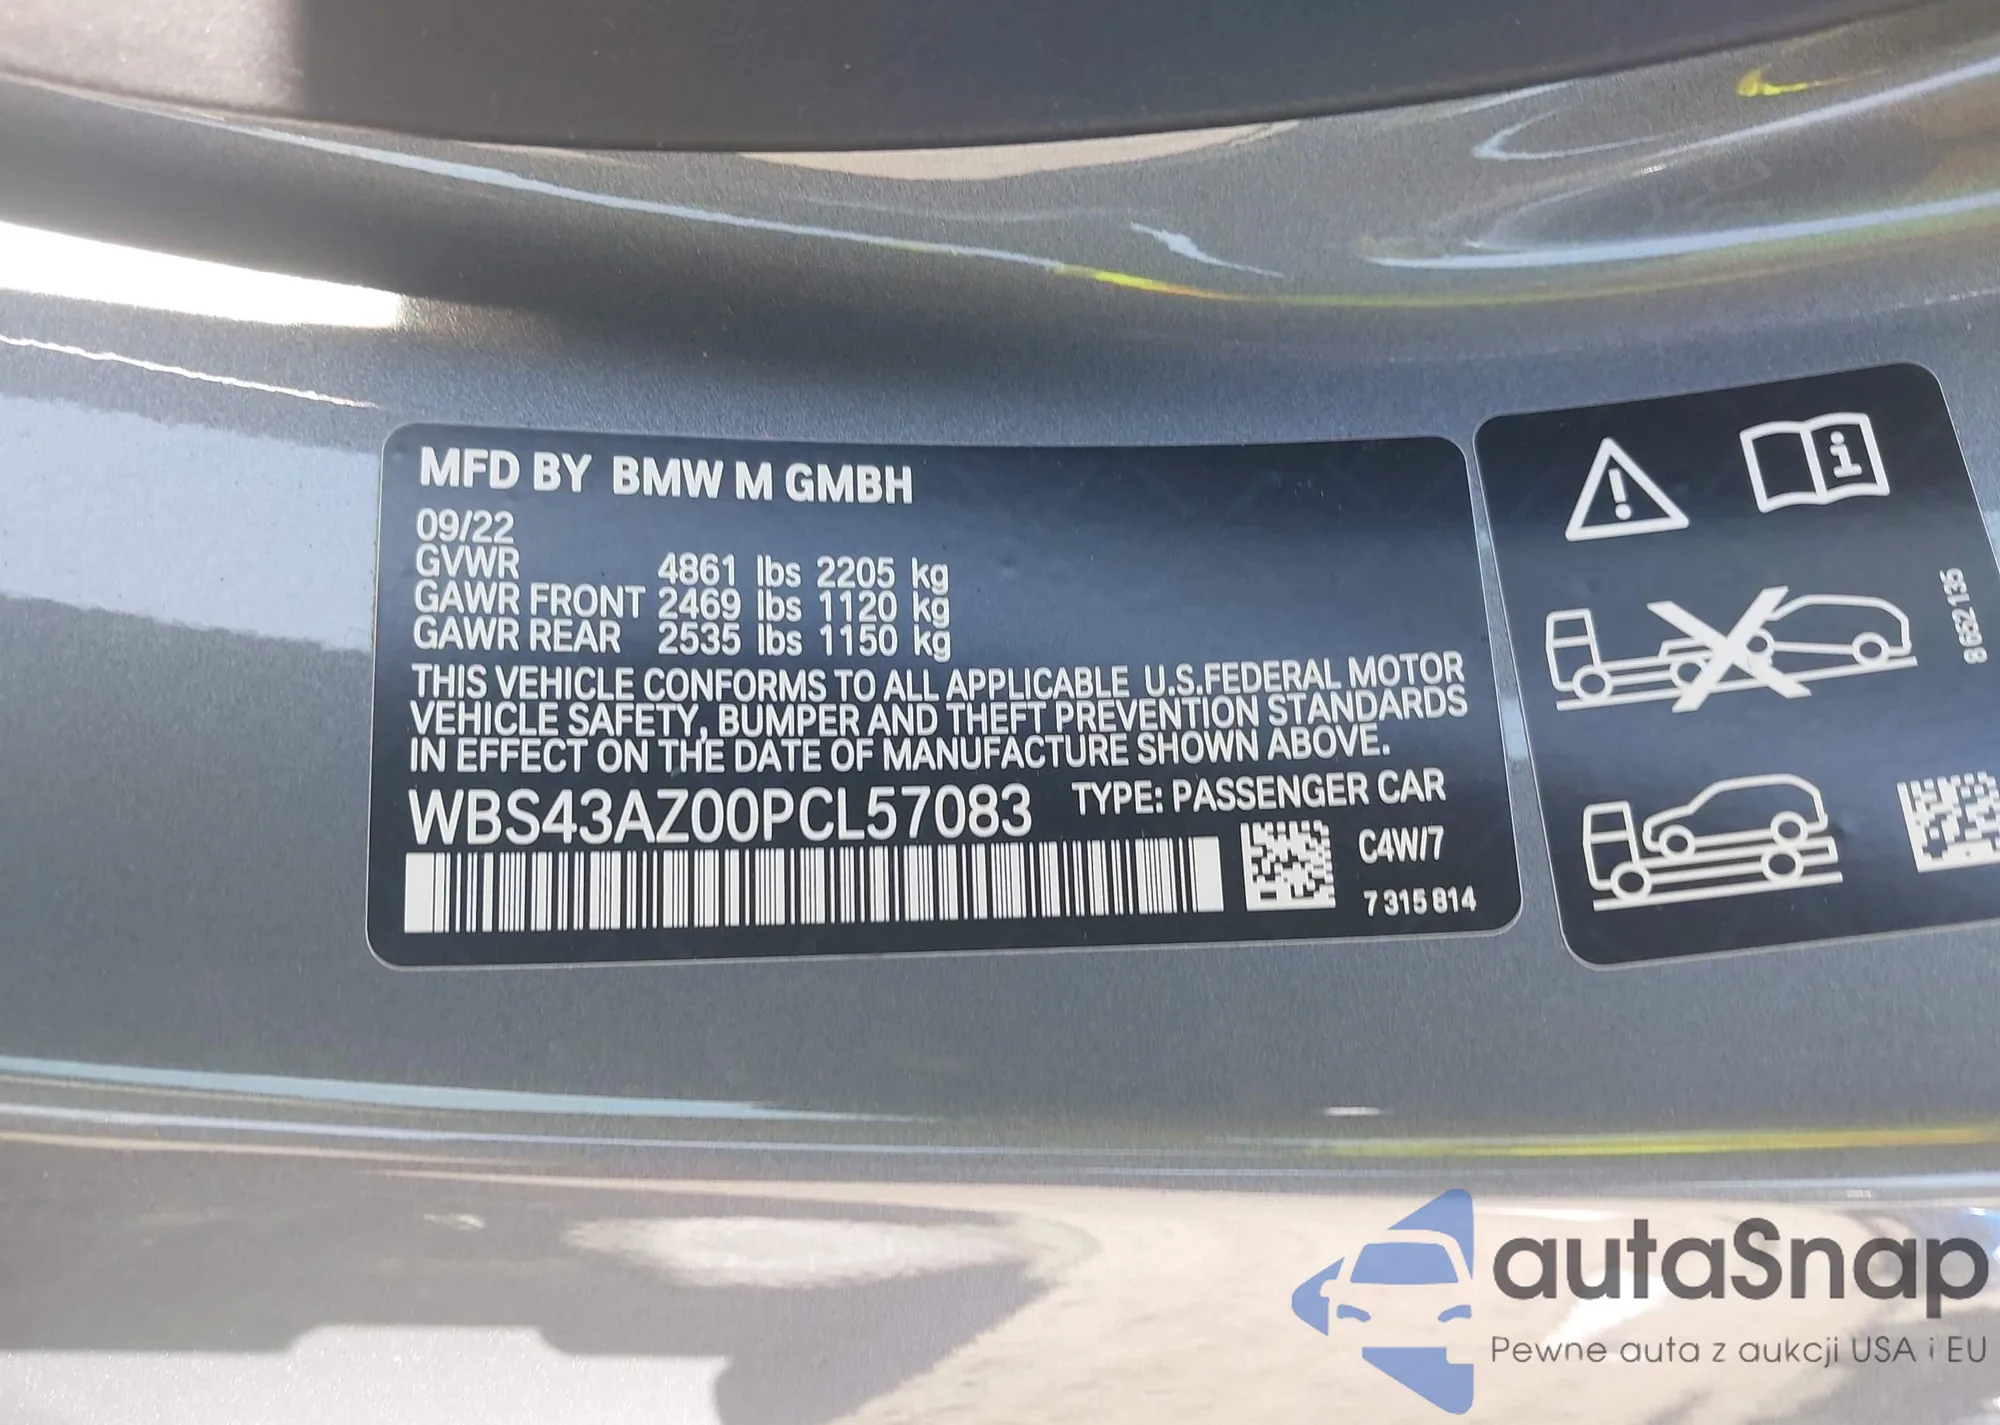 MFD BY BMW M GMBH
09/22
GVWR 4861 lbs 2205 kg
GAWR FRONT 2469 lbs 1120 kg
GAWR REAR 2535 lbs 1150 kg
THIS VEHICLE CONFORMS TO ALL APPLICABLE U.S.FEDERAL MOTOR
VEHICLE SAFETY, BUMPER AND THEFT PREVENTION STANDARDS
IN EFFECT ON THE DATE OF MANUFACTURE SHOWN ABOVE.
WBS43AZ00PCL57083 TYPE: PASSENGER CAR
C4W/7
7 315 814
8 652 135
autaSnap
Pewne auta z aukcji USA i EU